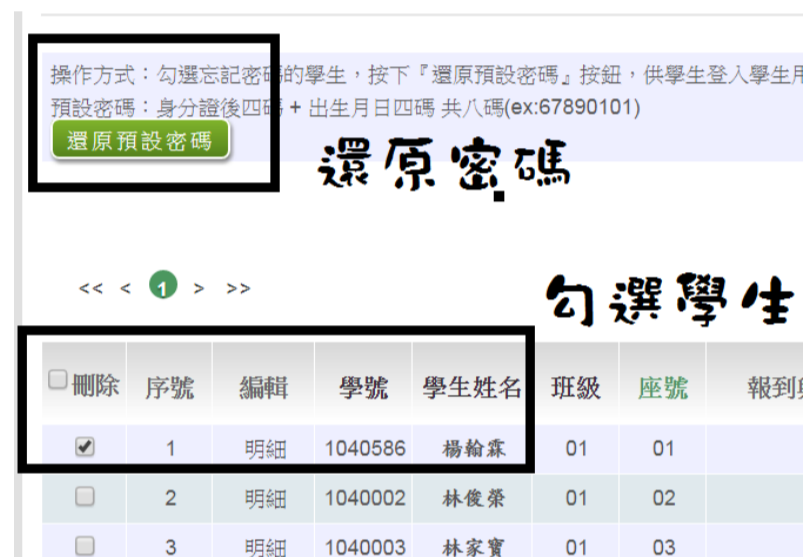 操作方式：勾選忘記密碼的學生，按下『還原預設密碼』按鈕，供學生登入學生用
預設密碼：身分證後四碼 + 出生月日四碼 共八碼(ex:67890101)
還原預設密碼
還原密碼
<< < 1 > >>
勾選學生
刪除 序號 編輯 學號 學生姓名 班級 座號 報到與
1 明細 1040586 楊翰霖 01 01
2 明細 1040002 林俊榮 01 02
3 明細 1040003 林家寶 01 03